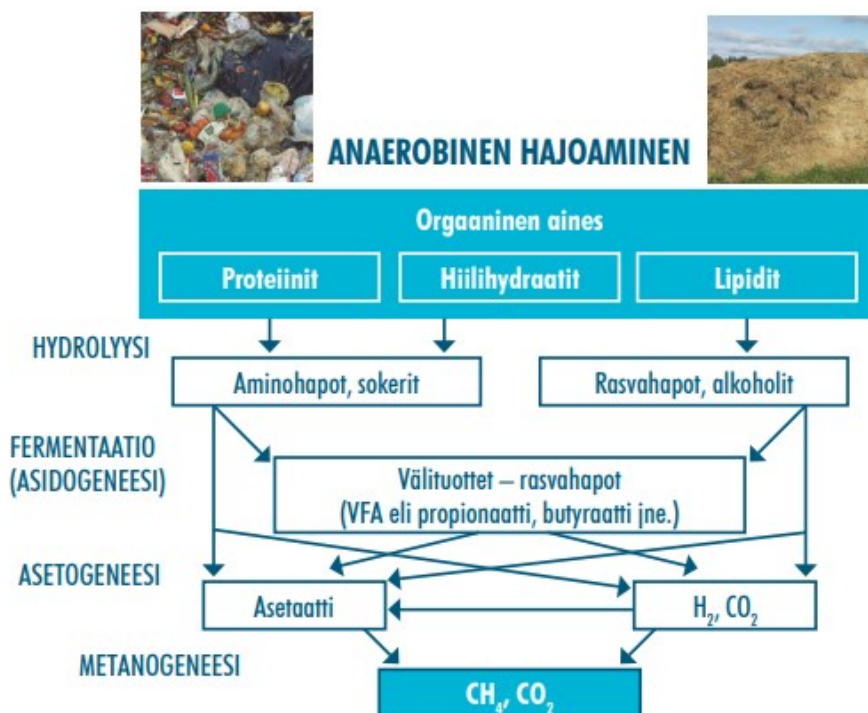 ANAEROBINEN HAJOAMINEN
Orgaaninen aines
Proteiinit
Hiilihydraatit
Lipidit
HYDROLYYSI
Aminohapot, sokerit
Rasvahapot, alkoholit
FERMENTAATIO
(ASIDOGENEESI)
Välituottet – rasvahapot
(VFA eli propionaatti, butyraatti jne.)
ASETOGENEESI
Asetaatti
H₂, CO₂
METANOGENEESI
CH₄, CO₂